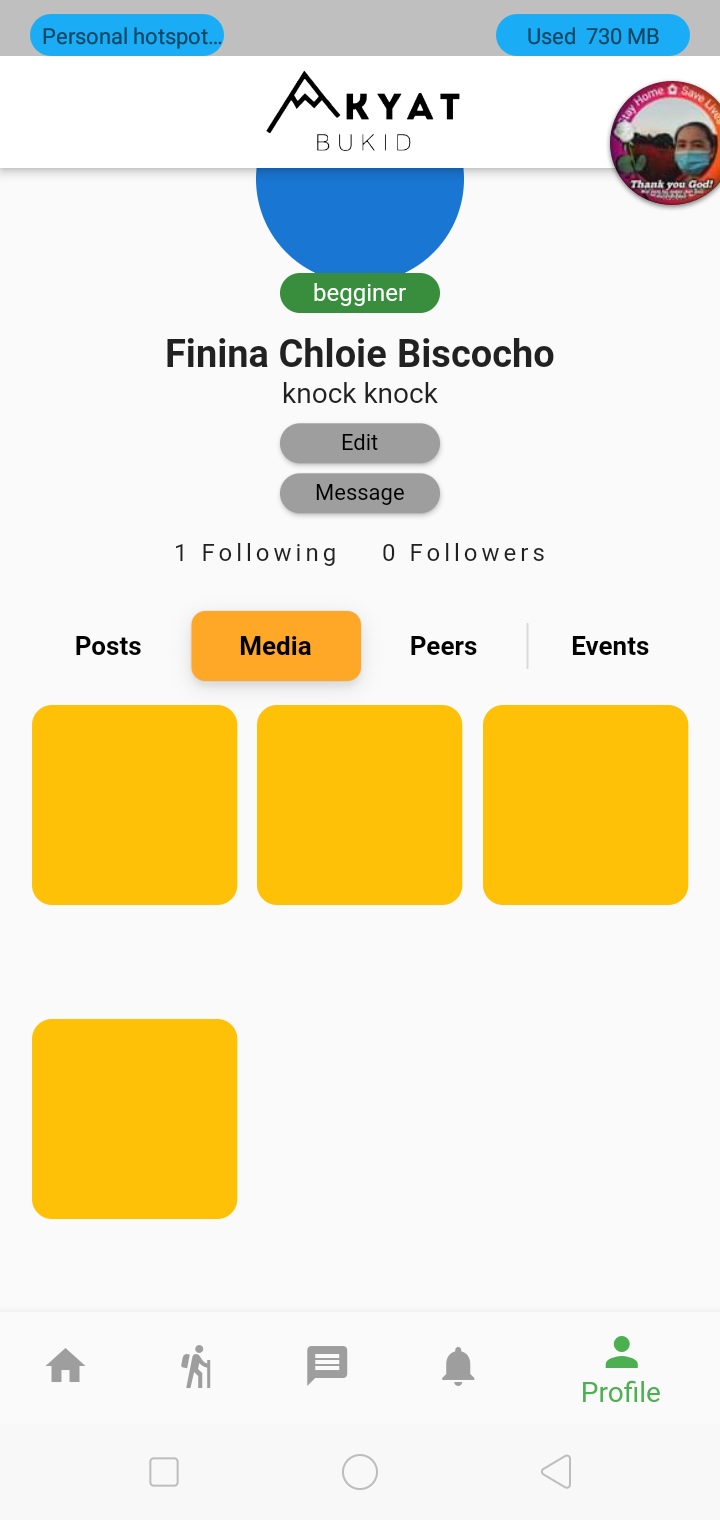 Personal hotspot... Used 730 MB
AKYAT
BUKID
Stay Home Save Lives
Thank you God!
begginer
Finina Chloie Biscocho
knock knock
Edit
Message
1 Following 0 Followers
Posts Media Peers Events
Profile